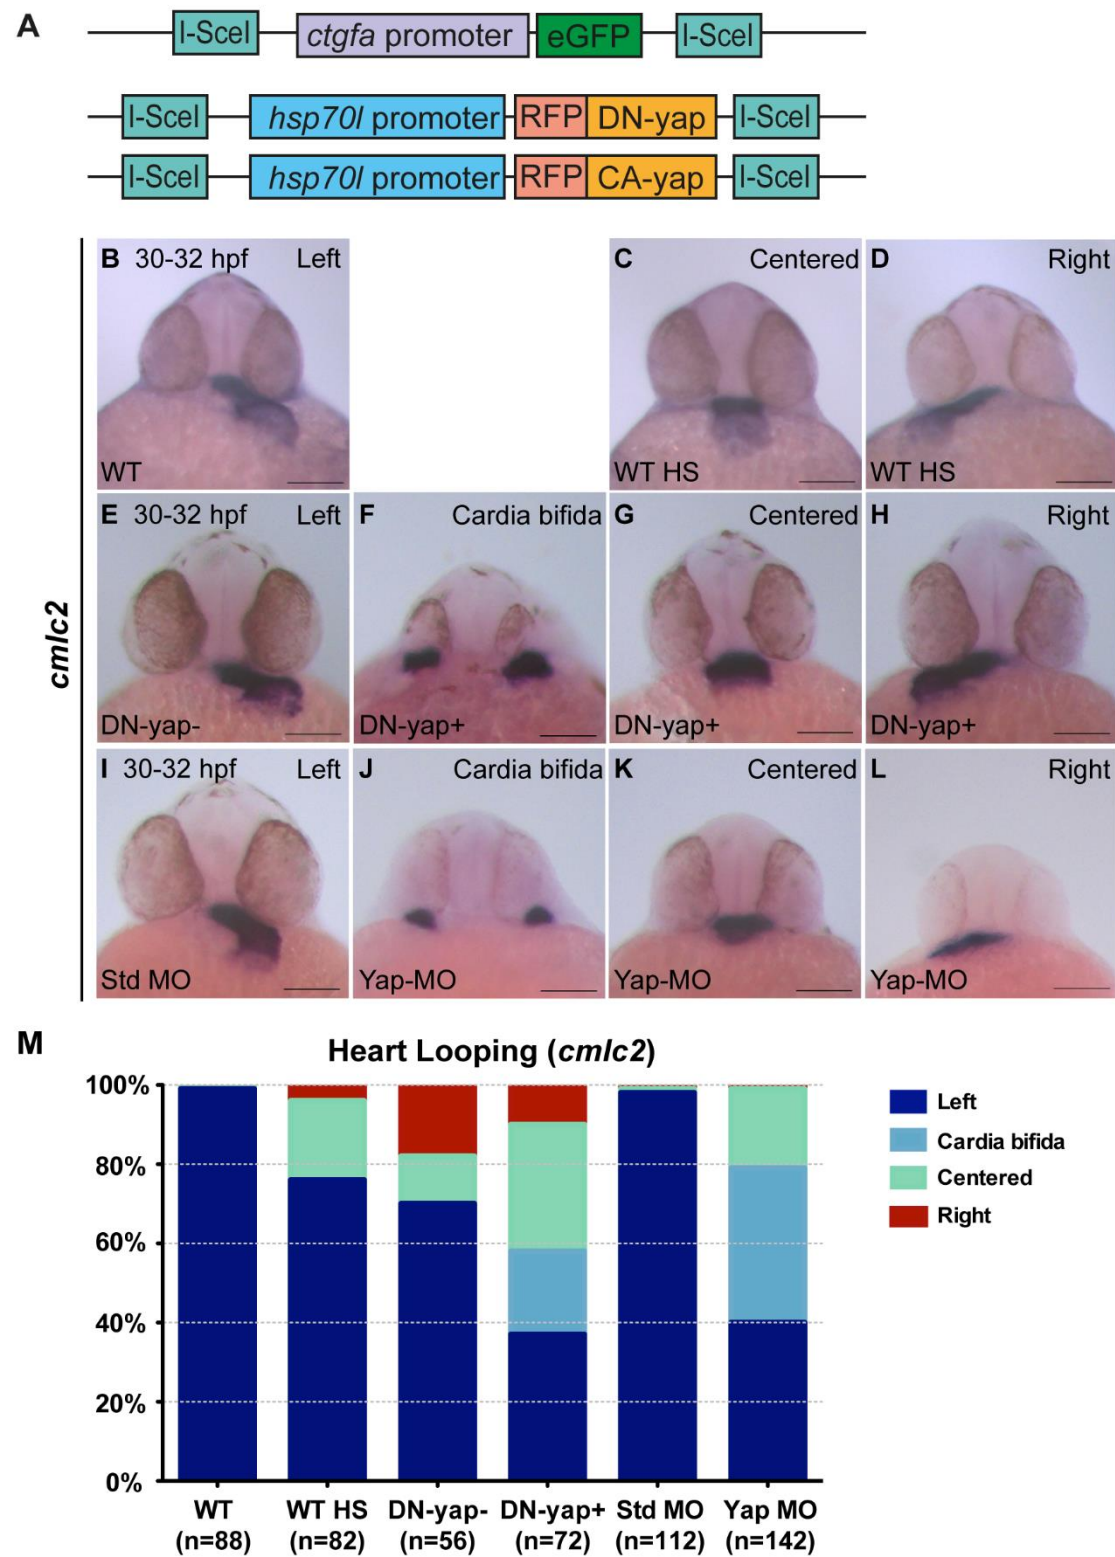 A
I-SceI ctgfa promoter eGFP I-SceI
I-SceI hsp70l promoter RFP DN-yap I-SceI
I-SceI hsp70l promoter RFP CA-yap I-SceI
cmlc2
B 30-32 hpf Left
WT
C Centered
WT HS
D Right
WT HS
E 30-32 hpf Left
DN-yap-
F Cardia bifida
DN-yap+
G Centered
DN-yap+
H Right
DN-yap+
I 30-32 hpf Left
Std MO
J Cardia bifida
Yap-MO
K Centered
Yap-MO
L Right
Yap-MO
M
Heart Looping (cmlc2)
100%
80%
60%
40%
20%
0%
WT
(n=88)
WT HS
(n=82)
DN-yap-
(n=56)
DN-yap+
(n=72)
Std MO
(n=112)
Yap MO
(n=142)
Left
Cardia bifida
Centered
Right